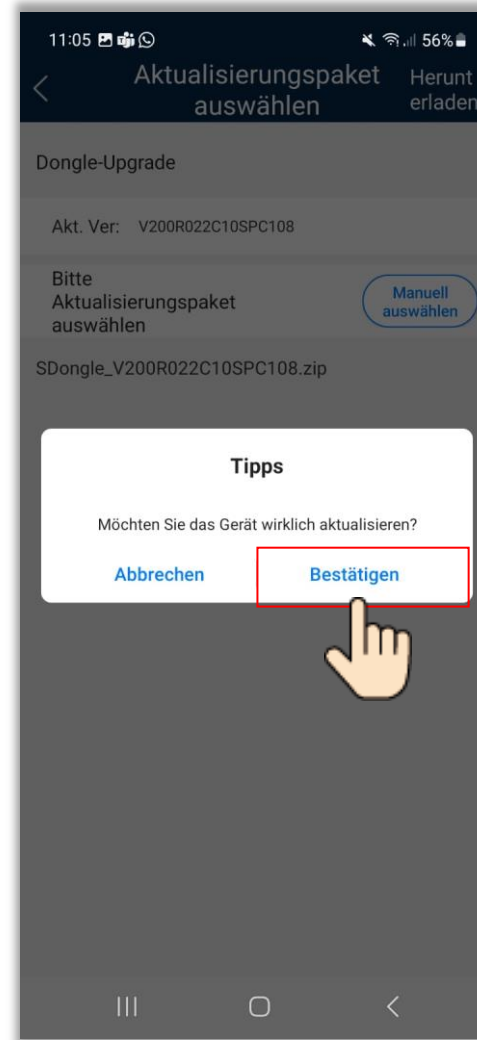 11:05 56%
Aktualisierungspaket
auswählen
Herunt
erladen
Dongle-Upgrade
Akt. Ver: V200R022C10SPC108
Bitte
Aktualisierungspaket
auswählen
Manuell
auswählen
SDongle_V200R022C10SPC108.zip
Tipps
Möchten Sie das Gerät wirklich aktualisieren?
Abbrechen Bestätigen